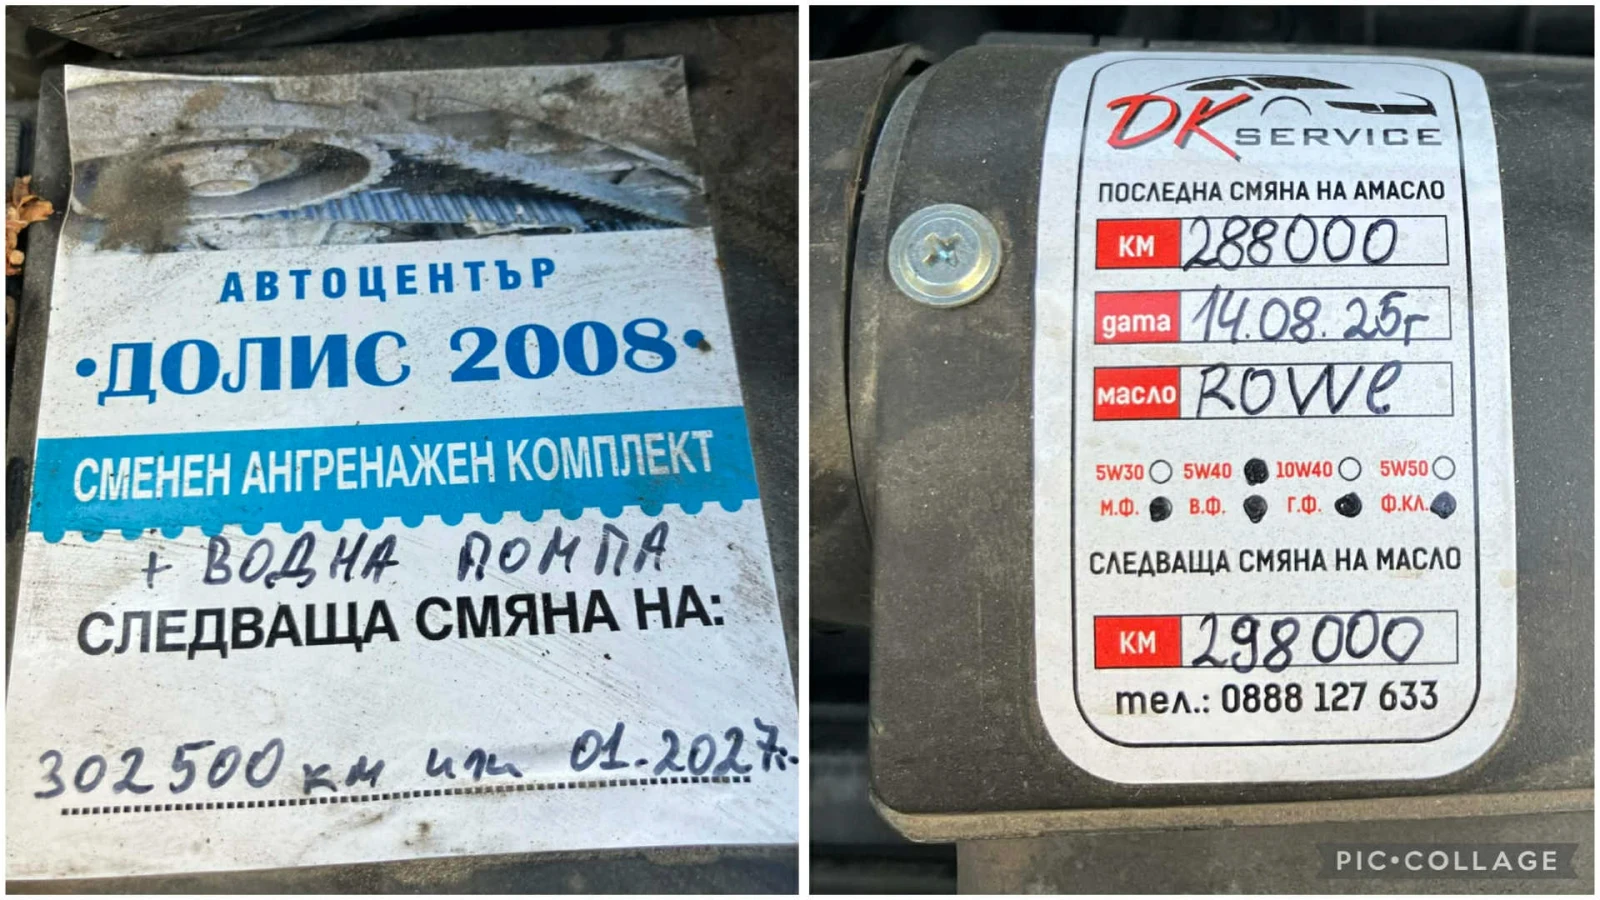 АВТОЦЕНТЪР
•ДОЛИС 2008•
СМЕНЕН АНГРЕНАЖЕН КОМПЛЕКТ
+ ВОДНА ПОМПА
СЛЕДВАЩА СМЯНА НА:
302500 км или 01.2027г.
DK SERVICE
ПОСЛЕДНА СМЯНА НА АМАСЛО
КМ 288000
дата 14.08.25г
масло ROWe
5W30 5W40 10W40 5W50
М.Ф. В.Ф. Г.Ф. Ф.КЛ.
СЛЕДВАЩА СМЯНА НА МАСЛО
КМ 298000
тел.: 0888 127 633
PIC•COLLAGE